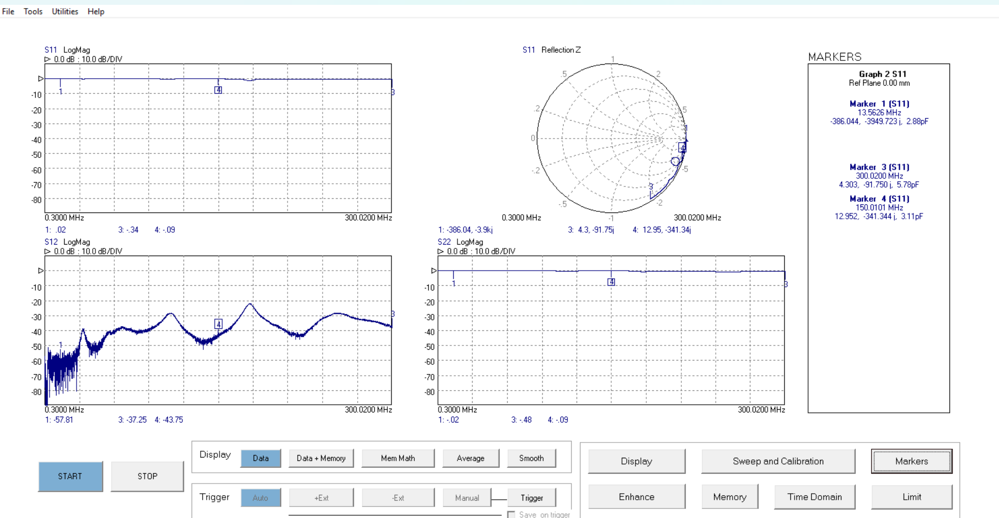 File Tools Utilities Help
S11 LogMag
▷ 0.0 dB : 10.0 dB/DIV
1
4
3
-10
-20
-30
-40
-50
-60
-70
-80
0.3000 MHz 300.0200 MHz
1: .02 3: -.34 4: -.09
S11 Reflection Z
1
.5
2
.2
5
1
0
4
-.2
-5
3
-.5
-2
-1
0.3000 MHz 300.0200 MHz
1: -386.04, -3.9kj 3: 4.3, -91.75j 4: 12.95, -341.34j
MARKERS
Graph 2 S11
Ref Plane 0.00 mm
Marker 1 (S11)
13.5626 MHz
-386.044, -3949.723 j, 2.88pF
Marker 3 (S11)
300.0200 MHz
4.303, -91.750 j, 5.78pF
Marker 4 (S11)
150.0101 MHz
12.952, -341.344 j, 3.11pF
S12 LogMag
▷ 0.0 dB : 10.0 dB/DIV
-10
-20
-30
3
4
-40
1
-50
-60
-70
-80
0.3000 MHz 300.0200 MHz
1: -57.81 3: -37.25 4: -43.75
S22 LogMag
▷ 0.0 dB : 10.0 dB/DIV
1
4
3
-10
-20
-30
-40
-50
-60
-70
-80
0.3000 MHz 300.0200 MHz
1: -.02 3: -.48 4: -.09
START STOP
Display Data Data + Memory Mem Math Average Smooth
Trigger Auto +Ext -Ext Manual Trigger
Save on trigger
Display Sweep and Calibration Markers
Enhance Memory Time Domain Limit